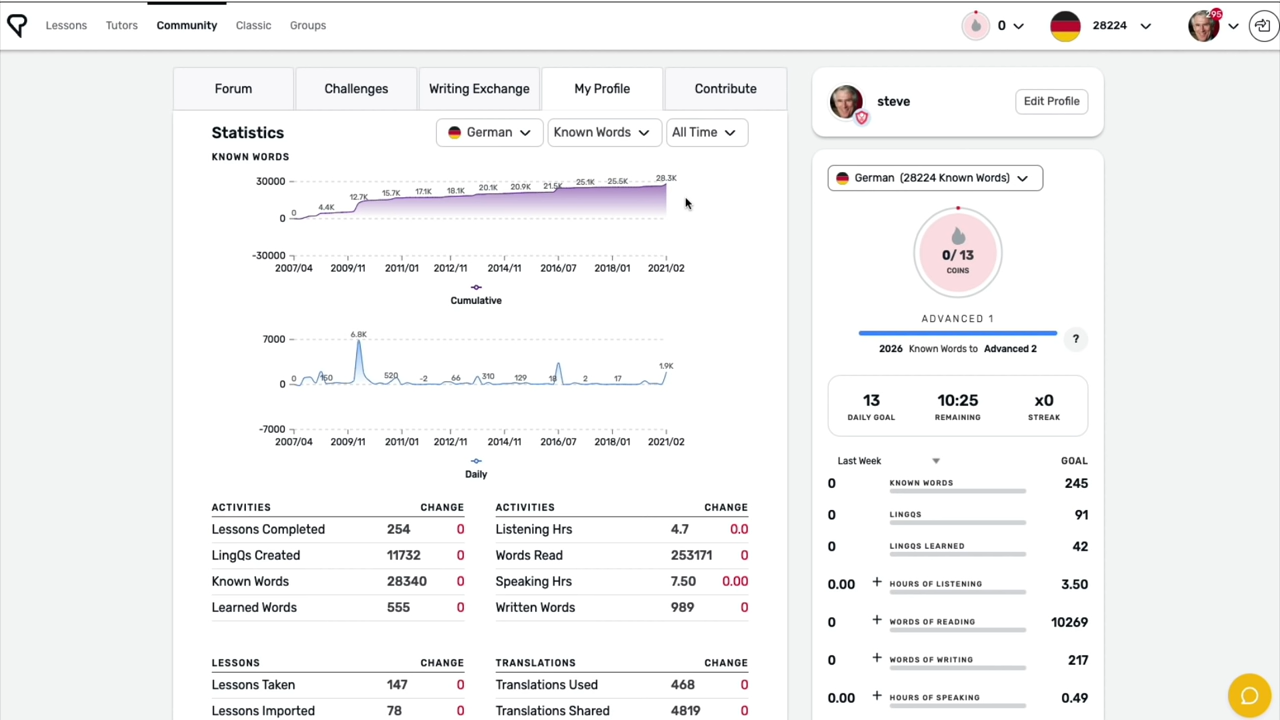 Lessons Tutors Community Classic Groups 0 28224 295
Forum Challenges Writing Exchange My Profile Contribute
Statistics German Known Words All Time
KNOWN WORDS
30000
0
-30000
0 4.4K 12.7K 15.7K 17.1K 18.1K 20.1K 20.9K 21.5K 25.1K 25.5K 28.3K
2007/04 2009/11 2011/01 2012/11 2014/11 2016/07 2018/01 2021/02
Cumulative
7000
0
-7000
0 150 6.8K 520 -2 66 310 129 18 2 17 1.9K
2007/04 2009/11 2011/01 2012/11 2014/11 2016/07 2018/01 2021/02
Daily
ACTIVITIES CHANGE
Lessons Completed 254 0
LingQs Created 11732 0
Known Words 28340 0
Learned Words 555 0
ACTIVITIES CHANGE
Listening Hrs 4.7 0.0
Words Read 253171 0
Speaking Hrs 7.50 0.00
Written Words 989 0
LESSONS CHANGE
Lessons Taken 147 0
Lessons Imported 78 0
TRANSLATIONS CHANGE
Translations Used 468 0
Translations Shared 4819 0
steve Edit Profile
German (28224 Known Words)
0/ 13
COINS
ADVANCED 1
?
2026 Known Words to Advanced 2
13 10:25 x0
DAILY GOAL REMAINING STREAK
Last Week GOAL
0 KNOWN WORDS 245
0 LINGQS 91
0 LINGQS LEARNED 42
0.00 + HOURS OF LISTENING 3.50
0 + WORDS OF READING 10269
0 + WORDS OF WRITING 217
0.00 + HOURS OF SPEAKING 0.49